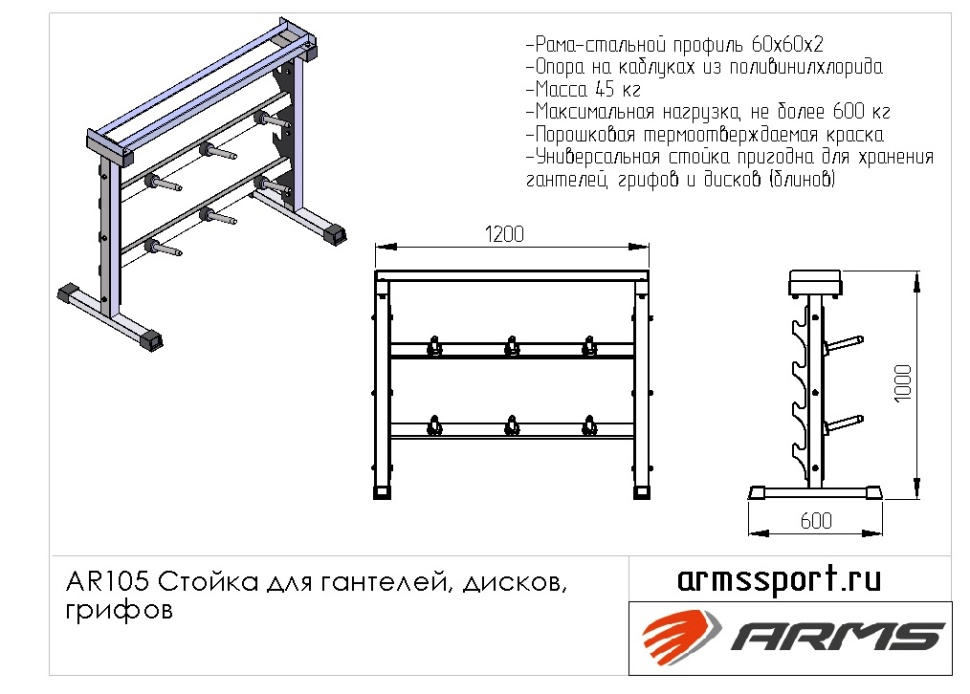 -Рама-стальной профиль 60х60х2
-Опора на каблуках из поливинилхлорида
-Масса 45 кг
-Максимальная нагрузка, не более 600 кг
-Порошковая термоотверждаемая краска
-Универсальная стойка пригодна для хранения
гантелей, грифов и дисков (блинов)
1200
1000
600
AR105 Стойка для гантелей, дисков,
грифов
armssport.ru
ARMS